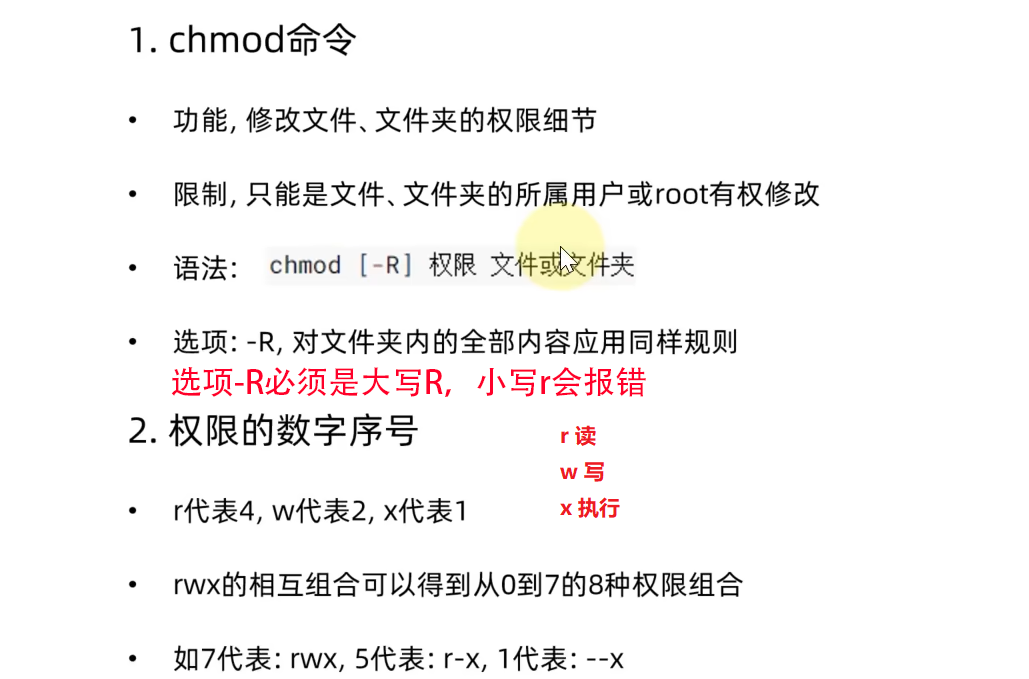 1. chmod命令
• 功能, 修改文件、文件夹的权限细节
• 限制, 只能是文件、文件夹的所属用户或root有权修改
• 语法: chmod [-R] 权限 文件或文件夹
• 选项: -R, 对文件夹内的全部内容应用同样规则
选项-R必须是大写R, 小写r会报错
2. 权限的数字序号
r 读
w 写
x 执行
• r代表4, w代表2, x代表1
• rwx的相互组合可以得到从0到7的8种权限组合
• 如7代表: rwx, 5代表: r-x, 1代表: --x